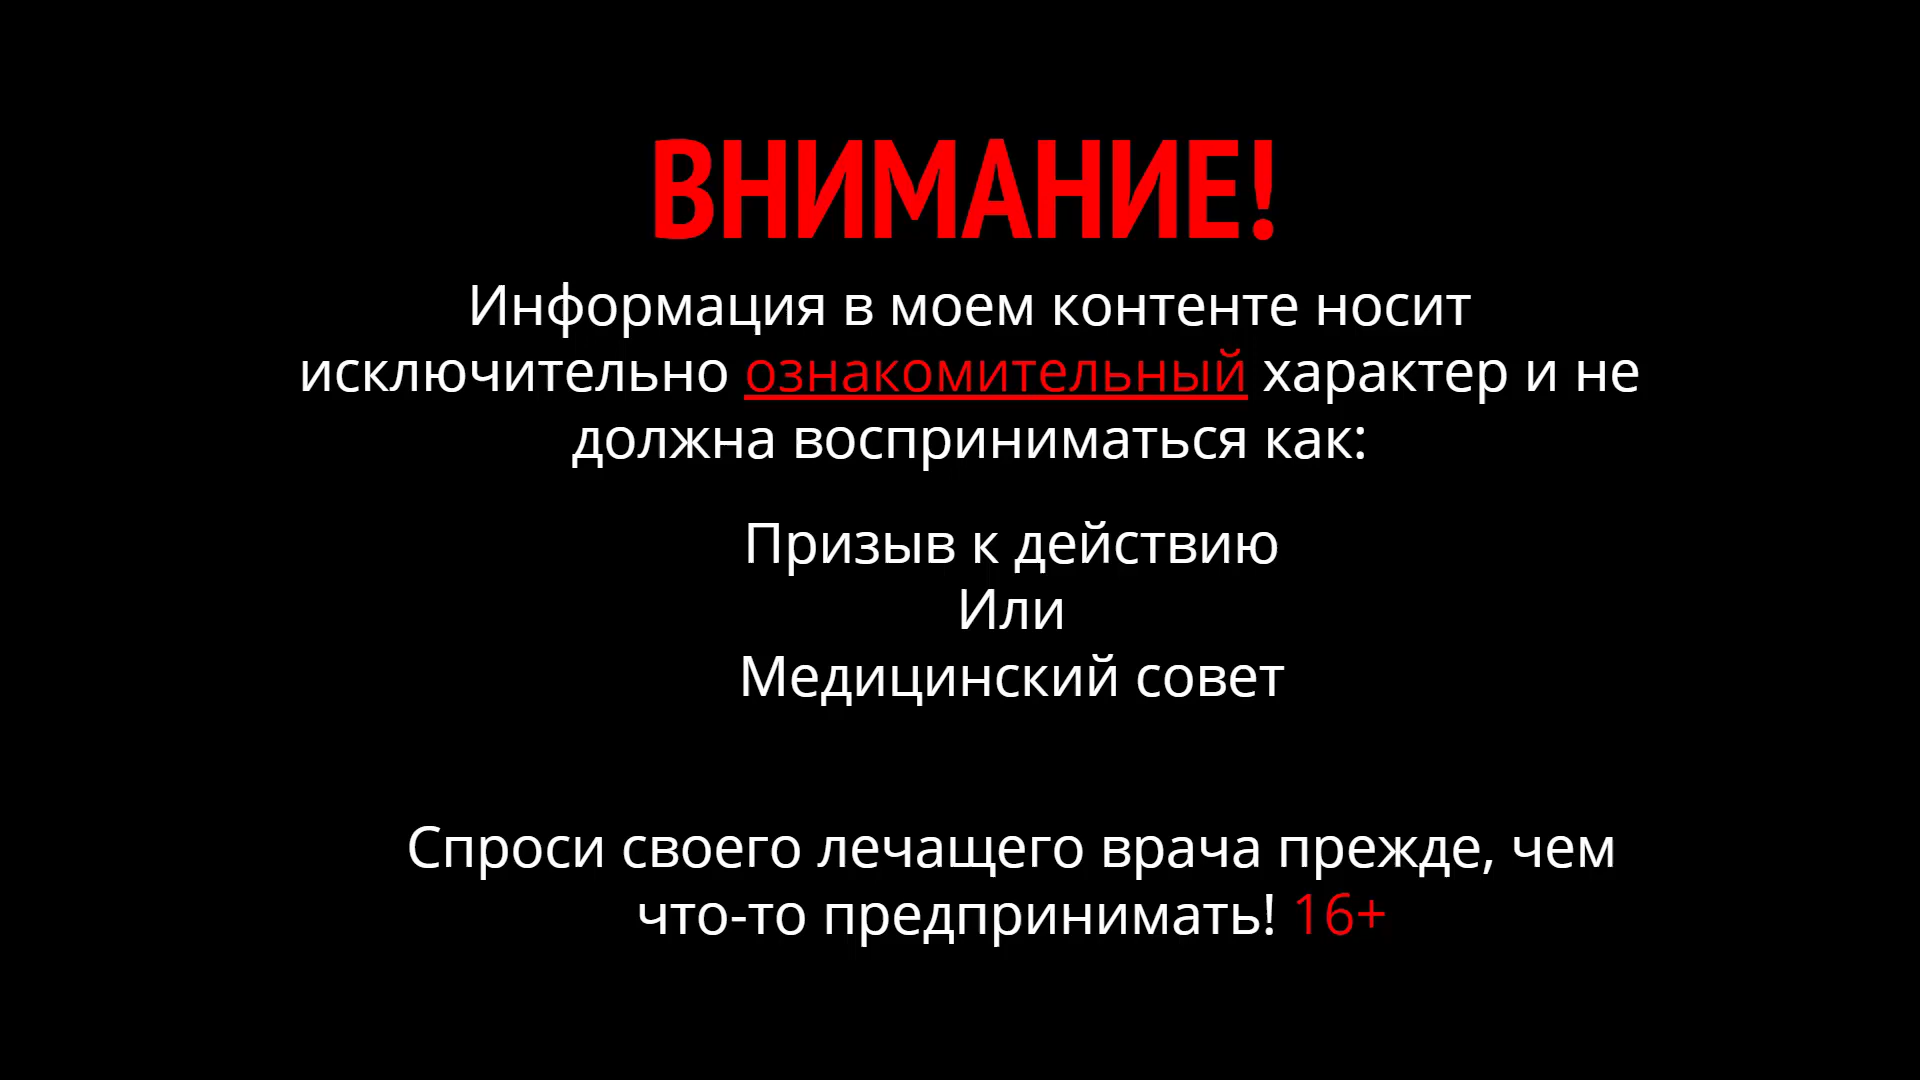 ВНИМАНИЕ!
Информация в моем контенте носит
исключительно ознакомительный характер и не
должна восприниматься как:
Призыв к действию
Или
Медицинский совет
Спроси своего лечащего врача прежде, чем
что-то предпринимать! 16+